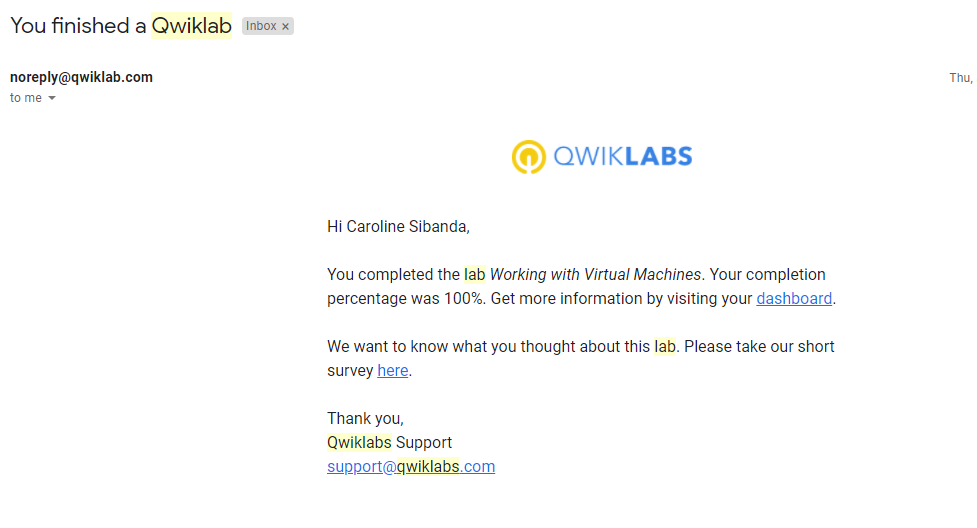 You finished a Qwiklab Inbox ×
noreply@qwiklab.com
Thu,
to me
QWIKLABS
Hi Caroline Sibanda,
You completed the lab Working with Virtual Machines. Your completion
percentage was 100%. Get more information by visiting your dashboard.
We want to know what you thought about this lab. Please take our short
survey here.
Thank you,
Qwiklabs Support
support@qwiklabs.com